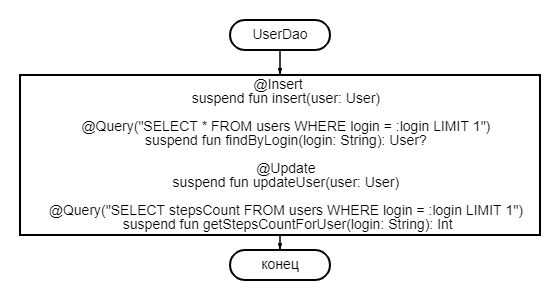 UserDao
@Insert
suspend fun insert(user: User)
@Query("SELECT * FROM users WHERE login = :login LIMIT 1")
suspend fun findByLogin(login: String): User?
@Update
suspend fun updateUser(user: User)
@Query("SELECT stepsCount FROM users WHERE login = :login LIMIT 1")
suspend fun getStepsCountForUser(login: String): Int
конец